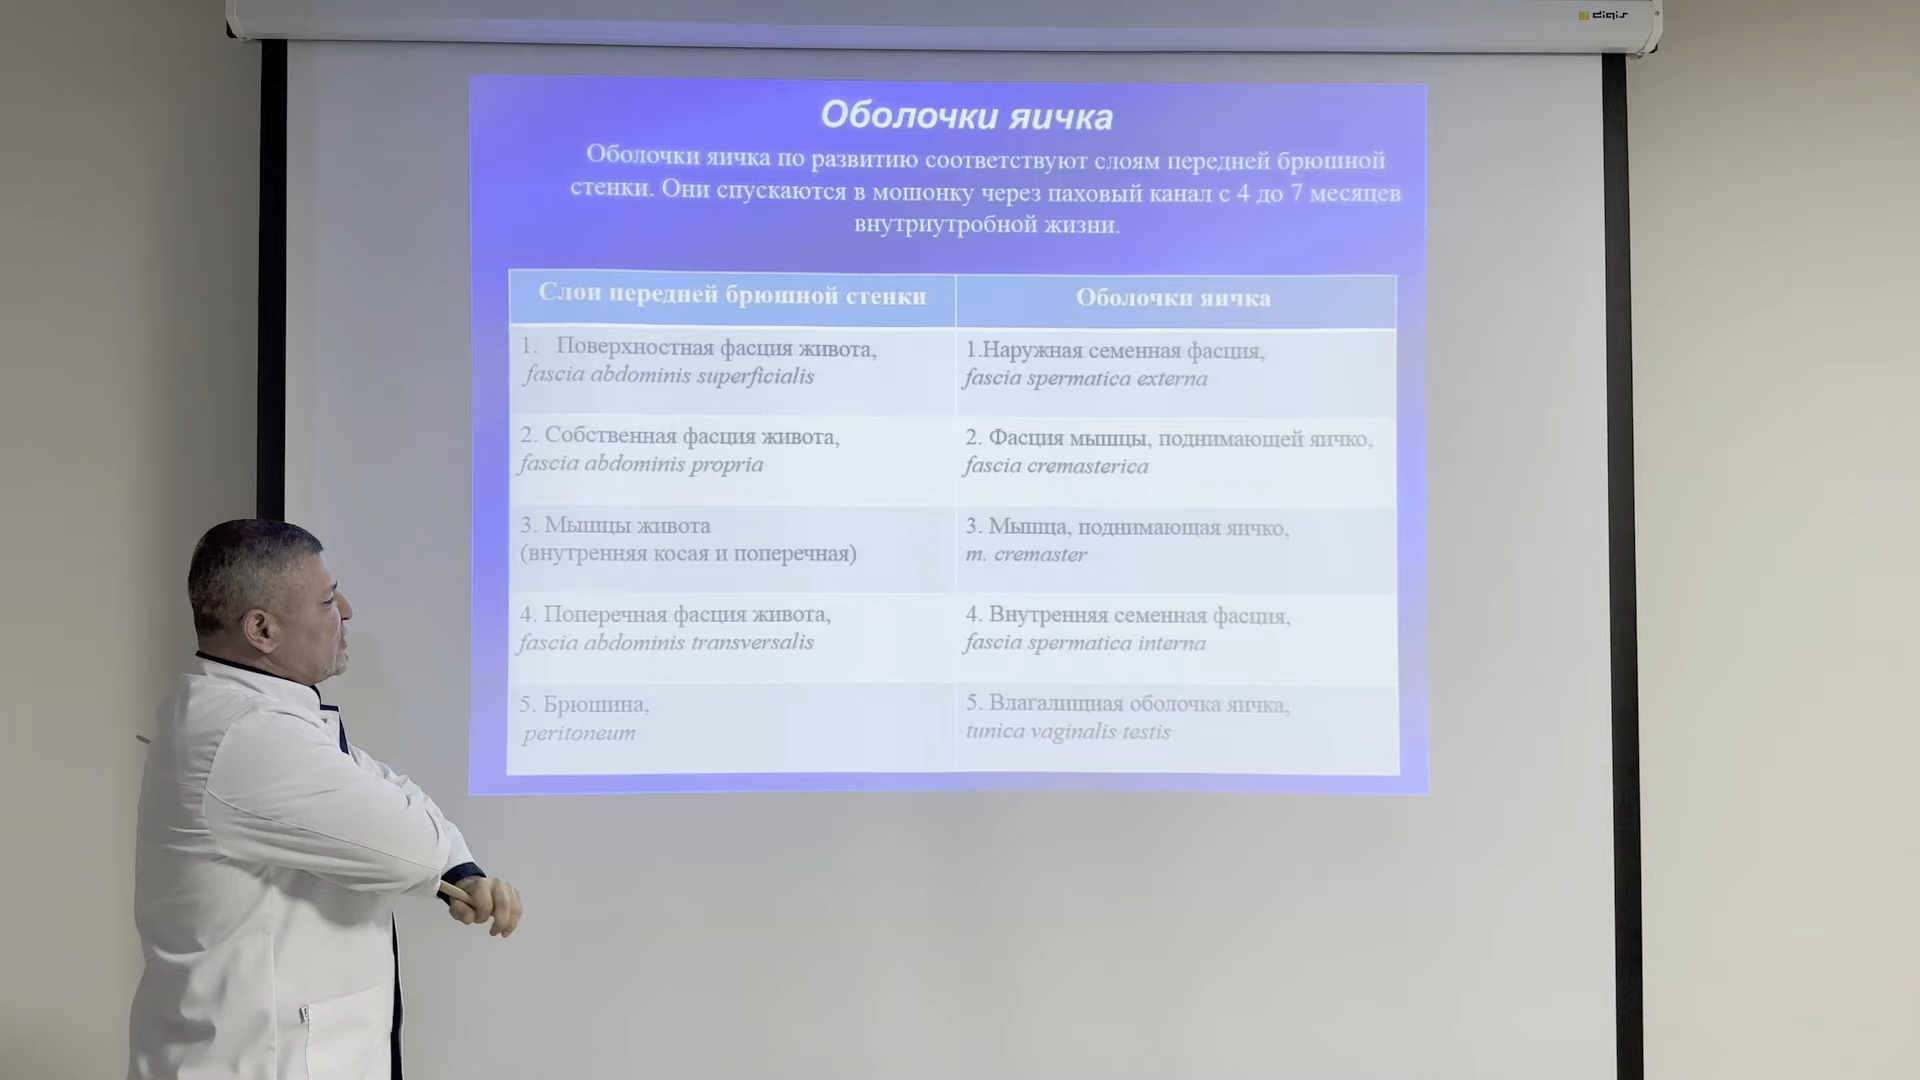 digis
Оболочки яичка
Оболочки яичка по развитию соответствуют слоям передней брюшной
стенки. Они спускаются в мошонку через паховый канал с 4 до 7 месяцев
внутриутробной жизни.
Слои передней брюшной стенки
Оболочки яичка
1. Поверхностная фасция живота,
fascia abdominis superficialis
1.Наружная семенная фасция,
fascia spermatica externa
2. Собственная фасция живота,
fascia abdominis propria
2. Фасция мышцы, поднимающей яичко,
fascia cremasterica
3. Мышцы живота
(внутренняя косая и поперечная)
3. Мышца, поднимающая яичко,
m. cremaster
4. Поперечная фасция живота,
fascia abdominis transversalis
4. Внутренняя семенная фасция,
fascia spermatica interna
5. Брюшина,
peritoneum
5. Влагалищная оболочка яичка,
tunica vaginalis testis